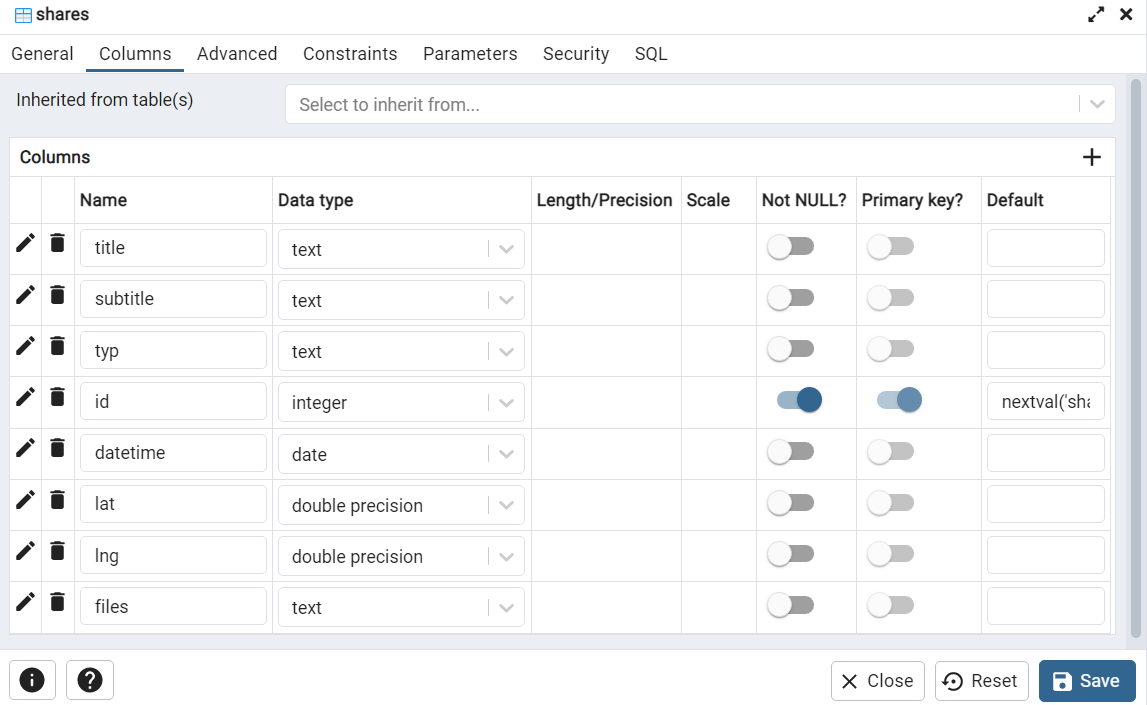 shares
General Columns Advanced Constraints Parameters Security SQL
Inherited from table(s) Select to inherit from...
Columns
Name Data type Length/Precision Scale Not NULL? Primary key? Default
title text
subtitle text
typ text
id integer nextval('sha
datetime date
lat double precision
lng double precision
files text
Close Reset Save